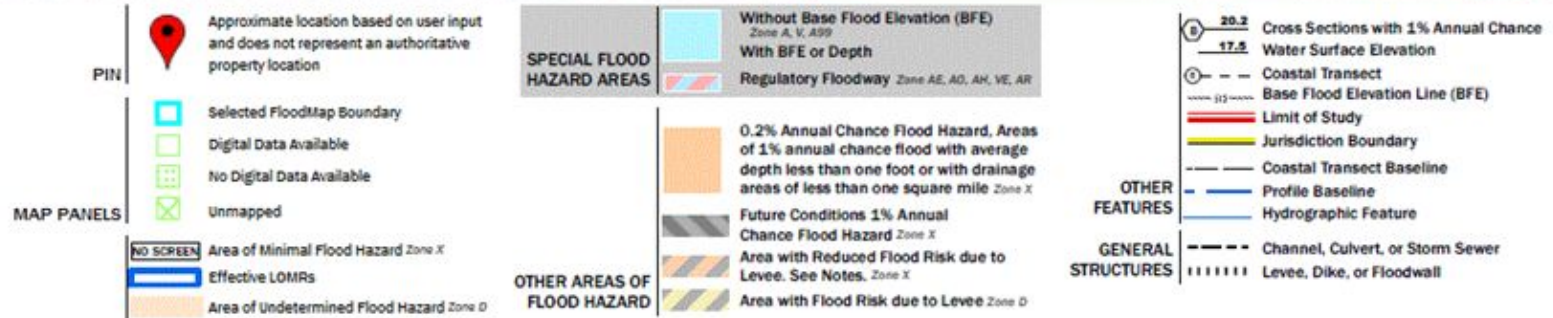 PIN
Approximate location based on user input
and does not represent an authoritative
property location
MAP PANELS
Selected FloodMap Boundary
Digital Data Available
No Digital Data Available
Unmapped
NO SCREEN Area of Minimal Flood Hazard Zone X
Effective LOMRs
Area of Undetermined Flood Hazard Zone D
SPECIAL FLOOD
HAZARD AREAS
Without Base Flood Elevation (BFE)
Zone A, V, A99
With BFE or Depth
Regulatory Floodway Zone AE, AO, AH, VE, AR
OTHER AREAS OF
FLOOD HAZARD
0.2% Annual Chance Flood Hazard, Areas
of 1% annual chance flood with average
depth less than one foot or with drainage
areas of less than one square mile Zone X
Future Conditions 1% Annual
Chance Flood Hazard Zone X
Area with Reduced Flood Risk due to
Levee. See Notes. Zone X
Area with Flood Risk due to Levee Zone D
OTHER
FEATURES
20.2 Cross Sections with 1% Annual Chance
17.5 Water Surface Elevation
Coastal Transect
Base Flood Elevation Line (BFE)
Limit of Study
Jurisdiction Boundary
Coastal Transect Baseline
Profile Baseline
Hydrographic Feature
GENERAL
STRUCTURES
Channel, Culvert, or Storm Sewer
Levee, Dike, or Floodwall